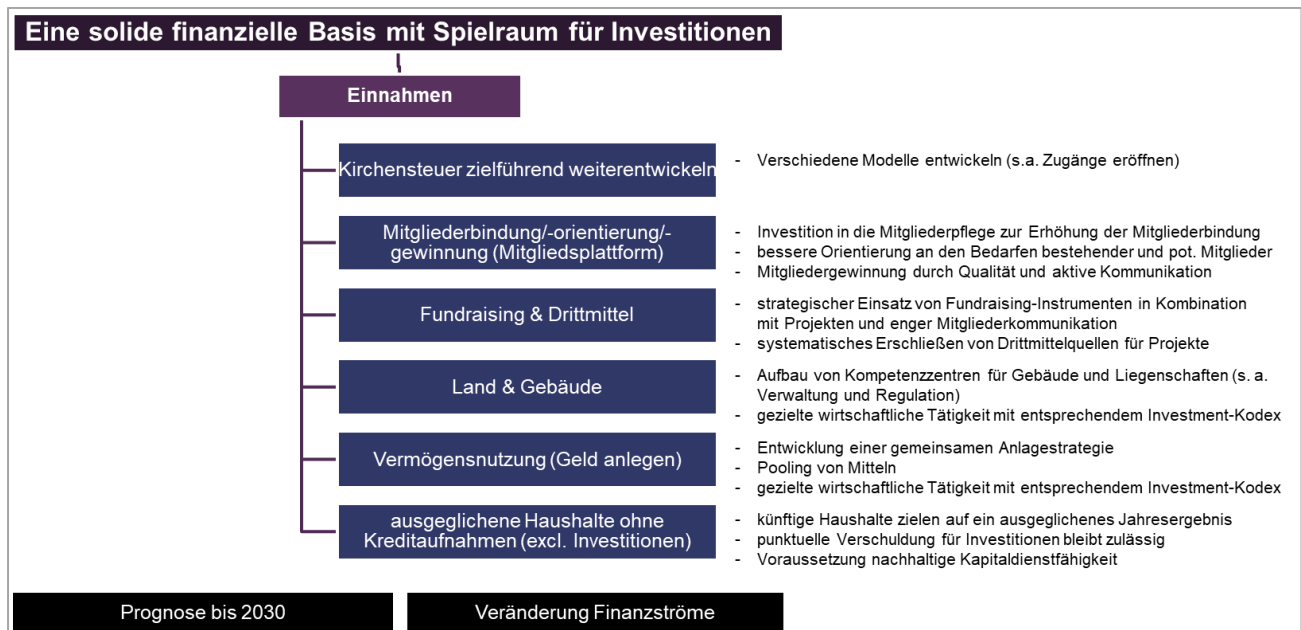 Eine solide finanzielle Basis mit Spielraum für Investitionen
Einnahmen
Kirchensteuer zielführend weiterentwickeln
- Verschiedene Modelle entwickeln (s.a. Zugänge eröffnen)
Mitgliederbindung/-orientierung/-
gewinnung (Mitgliedsplattform)
- Investition in die Mitgliederpflege zur Erhöhung der Mitgliederbindung
- bessere Orientierung an den Bedarfen bestehender und pot. Mitglieder
- Mitgliedergewinnung durch Qualität und aktive Kommunikation
Fundraising & Drittmittel
- strategischer Einsatz von Fundraising-Instrumenten in Kombination
mit Projekten und enger Mitgliederkommunikation
- systematisches Erschließen von Drittmittelquellen für Projekte
Land & Gebäude
- Aufbau von Kompetenzzentren für Gebäude und Liegenschaften (s. a.
Verwaltung und Regulation)
- gezielte wirtschaftliche Tätigkeit mit entsprechendem Investment-Kodex
Vermögensnutzung (Geld anlegen)
- Entwicklung einer gemeinsamen Anlagestrategie
- Pooling von Mitteln
- gezielte wirtschaftliche Tätigkeit mit entsprechendem Investment-Kodex
ausgeglichene Haushalte ohne
Kreditaufnahmen (excl. Investitionen)
- künftige Haushalte zielen auf ein ausgeglichenes Jahresergebnis
- punktuelle Verschuldung für Investitionen bleibt zulässig
- Voraussetzung nachhaltige Kapitaldienstfähigkeit
Prognose bis 2030
Veränderung Finanzströme